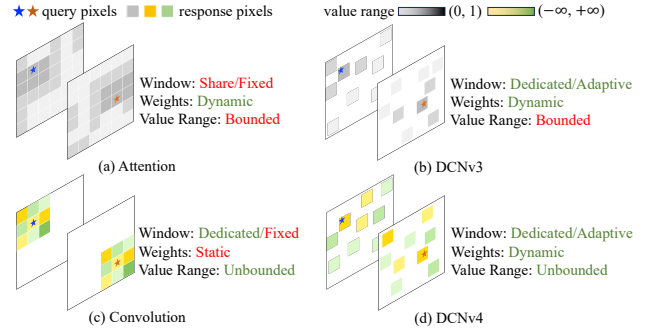 query pixels response pixels value range (0, 1) (−∞, +∞)
Window: Share/Fixed
Weights: Dynamic
Value Range: Bounded
(a) Attention
Window: Dedicated/Adaptive
Weights: Dynamic
Value Range: Bounded
(b) DCNv3
Window: Dedicated/Fixed
Weights: Static
Value Range: Unbounded
(c) Convolution
Window: Dedicated/Adaptive
Weights: Dynamic
Value Range: Unbounded
(d) DCNv4